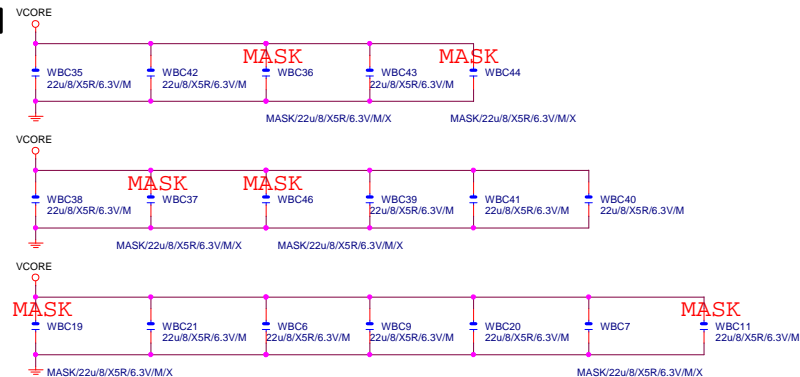 VCORE
MASK MASK
WBC35 WBC42 WBC36 WBC43 WBC44
22u/8/X5R/6.3V/M 22u/8/X5R/6.3V/M 22u/8/X5R/6.3V/M
MASK/22u/8/X5R/6.3V/M/X MASK/22u/8/X5R/6.3V/M/X
VCORE
MASK MASK
WBC38 WBC37 WBC46 WBC39 WBC41 WBC40
22u/8/X5R/6.3V/M 22u/8/X5R/6.3V/M 22u/8/X5R/6.3V/M 22u/8/X5R/6.3V/M
MASK/22u/8/X5R/6.3V/M/X MASK/22u/8/X5R/6.3V/M/X
VCORE
MASK MASK
WBC19 WBC21 WBC6 WBC9 WBC20 WBC7 WBC11
22u/8/X5R/6.3V/M 22u/8/X5R/6.3V/M 22u/8/X5R/6.3V/M 22u/8/X5R/6.3V/M 22u/8/X5R/6.3V/M
MASK/22u/8/X5R/6.3V/M/X MASK/22u/8/X5R/6.3V/M/X